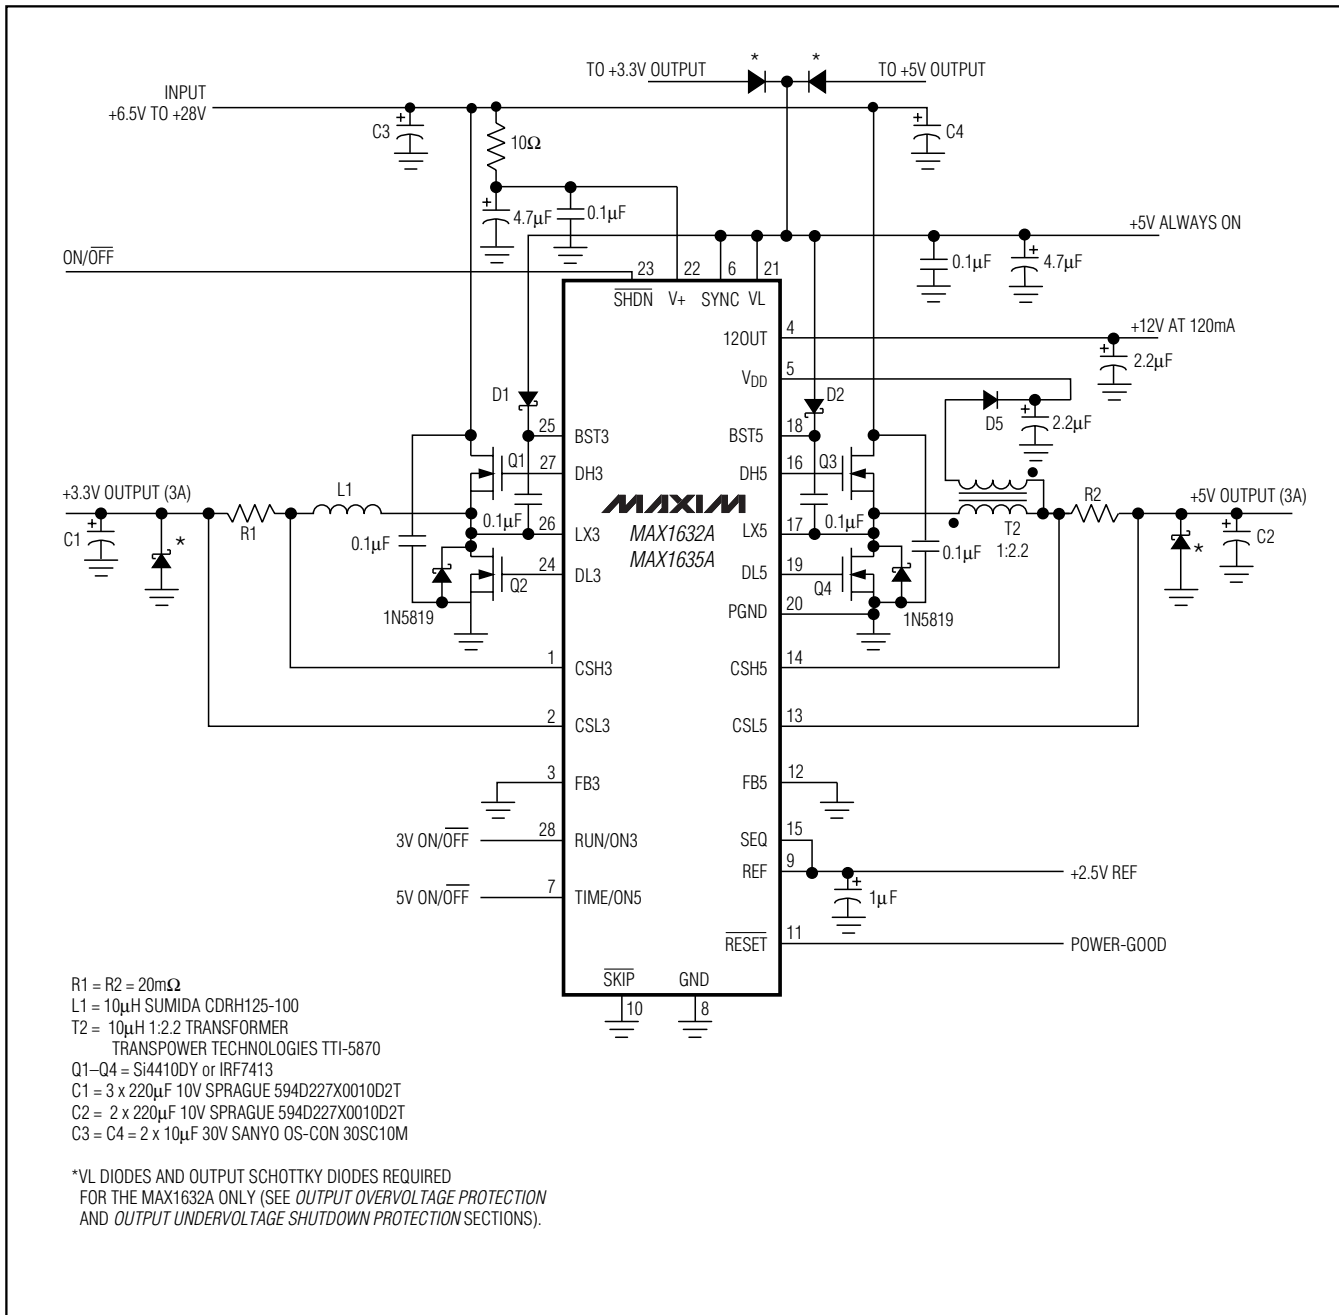 TO +3.3V OUTPUT
*
*
TO +5V OUTPUT
INPUT
+6.5V TO +28V
C3
+
10Ω
+
C4
+
4.7µF
0.1µF
+5V ALWAYS ON
ON/OFF
0.1µF
+
4.7µF
23
22
6
21
SHDN
V+
SYNC
VL
12OUT
4
+12V AT 120mA
+
2.2µF
VDD
5
D1
D2
D5
+
2.2µF
25
BST3
BST5
18
Q1
27
DH3
DH5
16
Q3
+3.3V OUTPUT (3A)
L1
R2
+5V OUTPUT (3A)
MAXIM
C1
+
*
R1
0.1µF
0.1µF
26
LX3
MAX1632A
MAX1635A
LX5
17
0.1µF
0.1µF
T2
1:2.2
*
+
C2
24
DL3
DL5
19
Q2
Q4
1N5819
PGND
20
1N5819
1
CSH3
CSH5
14
2
CSL3
CSL5
13
3
FB3
FB5
12
3V ON/OFF
28
RUN/ON3
SEQ
15
REF
9
+2.5V REF
5V ON/OFF
7
TIME/ON5
+
1µF
RESET
11
POWER-GOOD
SKIP
GND
10
8
R1 = R2 = 20mΩ
L1 = 10µH SUMIDA CDRH125-100
T2 = 10µH 1:2.2 TRANSFORMER
TRANSPOWER TECHNOLOGIES TTI-5870
Q1–Q4 = Si4410DY or IRF7413
C1 = 3 x 220µF 10V SPRAGUE 594D227X0010D2T
C2 = 2 x 220µF 10V SPRAGUE 594D227X0010D2T
C3 = C4 = 2 x 10µF 30V SANYO OS-CON 30SC10M
*VL DIODES AND OUTPUT SCHOTTKY DIODES REQUIRED
FOR THE MAX1632A ONLY (SEE OUTPUT OVERVOLTAGE PROTECTION
AND OUTPUT UNDERVOLTAGE SHUTDOWN PROTECTION SECTIONS).